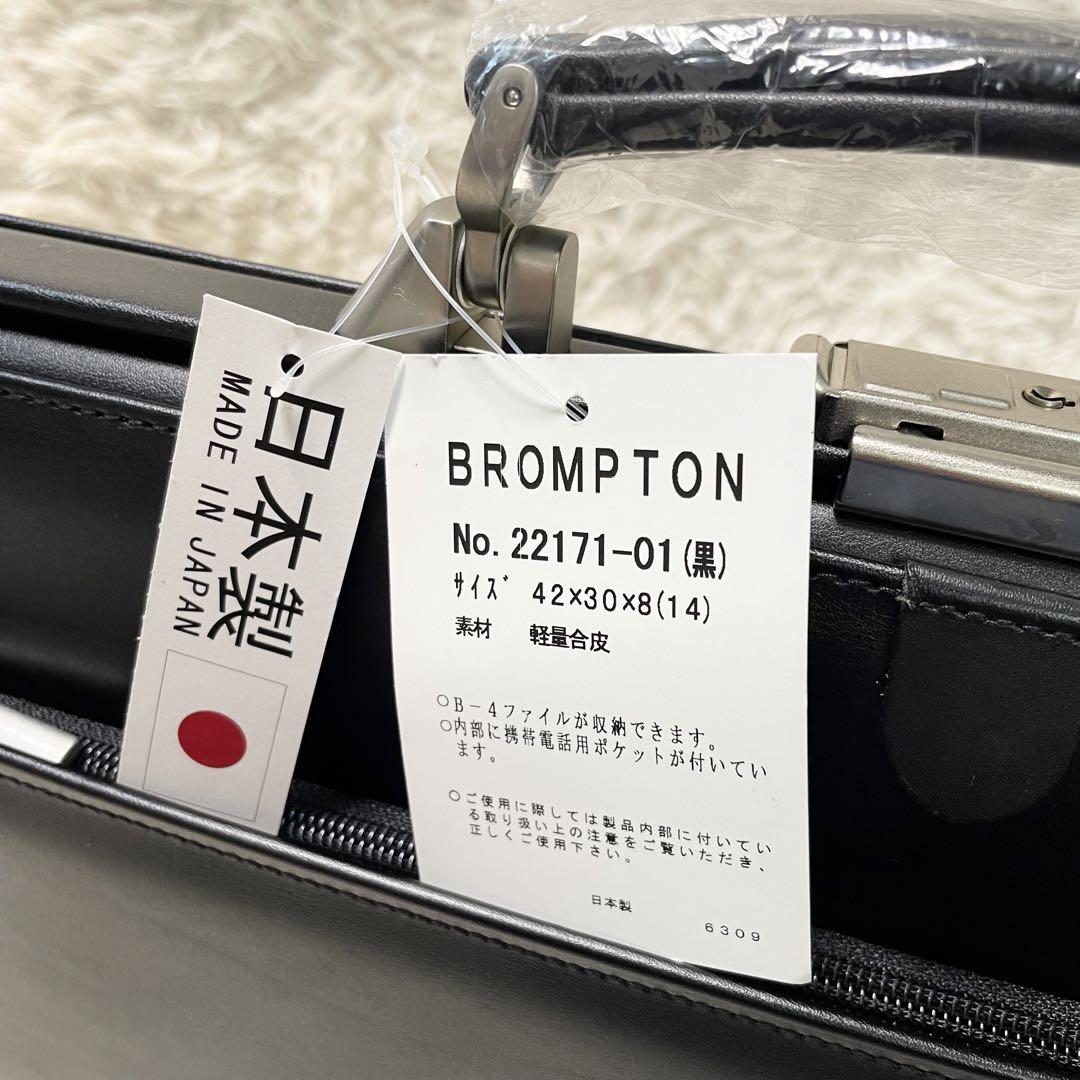 日本製
MADE IN JAPAN
BROMPTON
No. 22171-01(黒)
サイズ 42×30×8(14)
素材 軽量合皮
○B-4ファイルが収納できます。
○内部に携帯電話用ポケットが付いてい
ます。
○ご使用に際しては製品内部に付いてい
る取り扱い上の注意をご覧いただき、
正しくご使用下さい。
日本製
6309